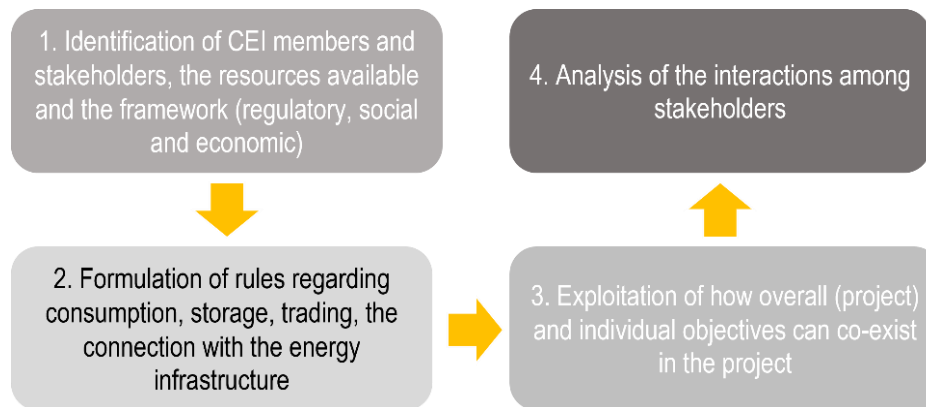 1. Identification of CEI members and
stakeholders, the resources available
and the framework (regulatory, social
and economic)
2. Formulation of rules regarding
consumption, storage, trading, the
connection with the energy
infrastructure
3. Exploitation of how overall (project)
and individual objectives can co-exist
in the project
4. Analysis of the interactions among
stakeholders